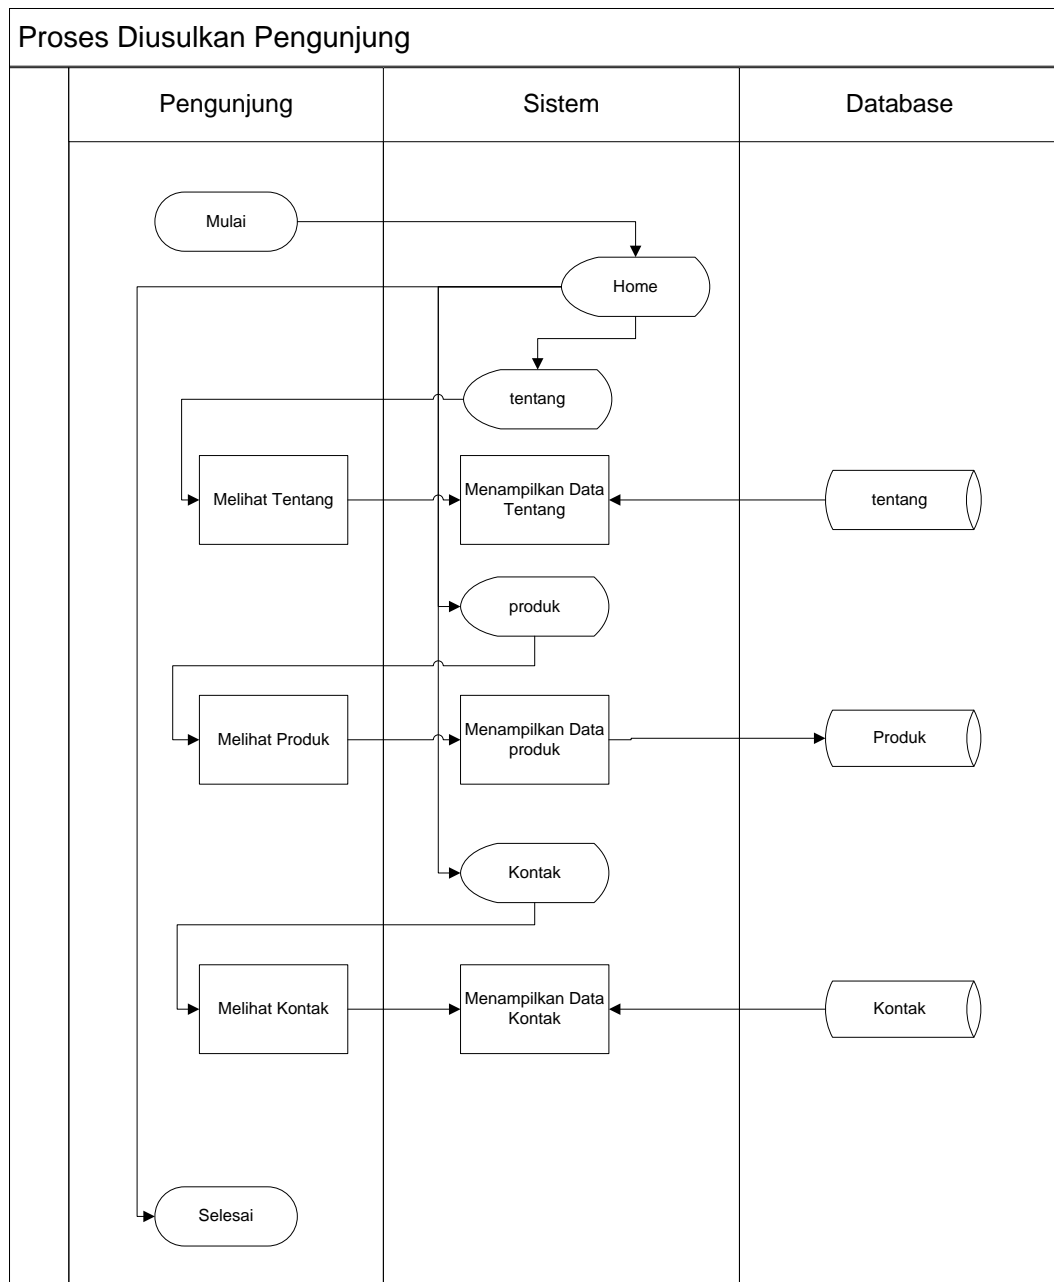 Proses Diusulkan Pengunjung
Pengunjung
Sistem
Database
Mulai
Home
tentang
Melihat Tentang
Menampilkan Data
Tentang
tentang
produk
Melihat Produk
Menampilkan Data
produk
Produk
Kontak
Melihat Kontak
Menampilkan Data
Kontak
Kontak
Selesai